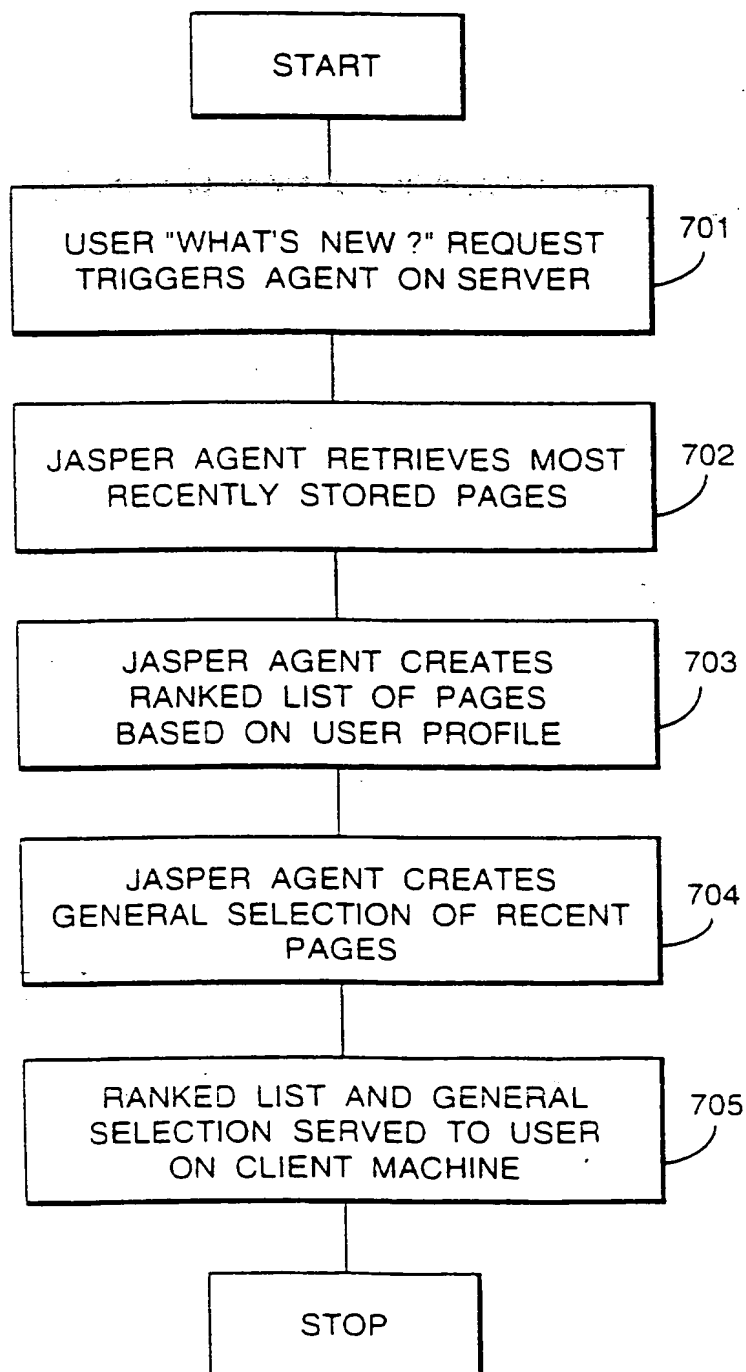 START
USER "WHAT'S NEW ?" REQUEST
TRIGGERS AGENT ON SERVER
701
JASPER AGENT RETRIEVES MOST
RECENTLY STORED PAGES
702
JASPER AGENT CREATES
RANKED LIST OF PAGES
BASED ON USER PROFILE
703
JASPER AGENT CREATES
GENERAL SELECTION OF RECENT
PAGES
704
RANKED LIST AND GENERAL
SELECTION SERVED TO USER
ON CLIENT MACHINE
705
STOP